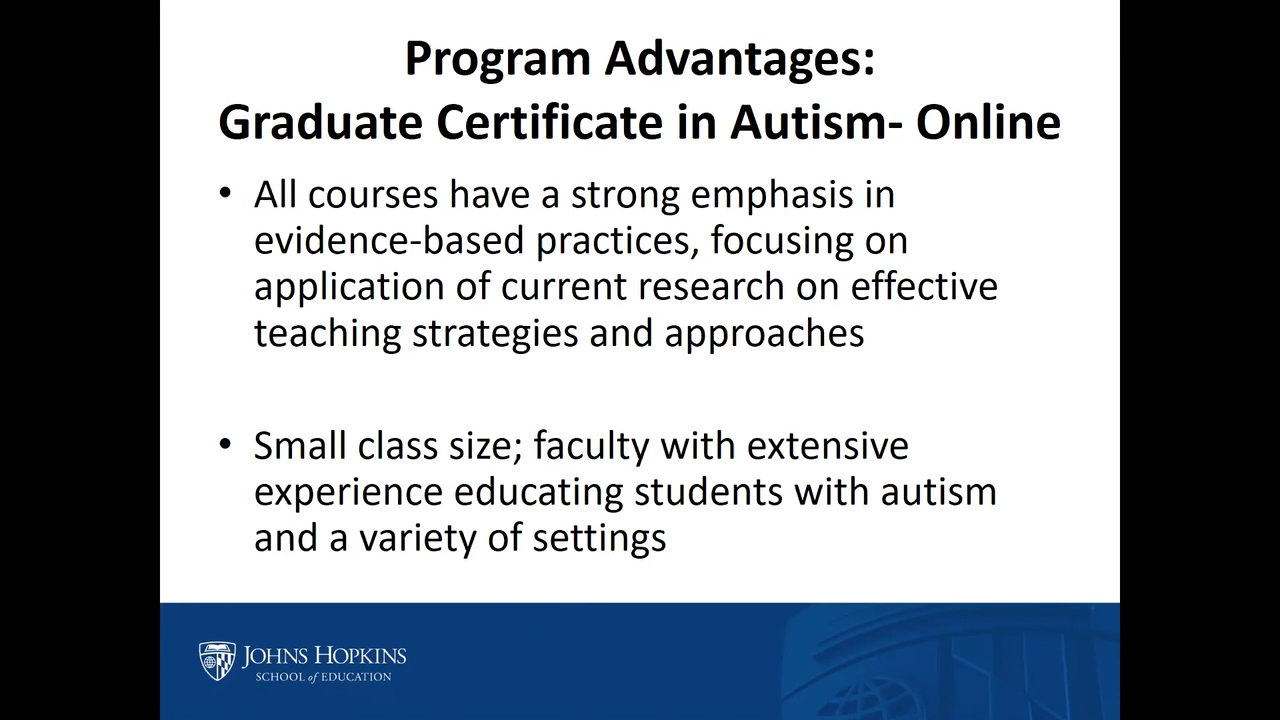 Program Advantages:
Graduate Certificate in Autism- Online
• All courses have a strong emphasis in
evidence-based practices, focusing on
application of current research on effective
teaching strategies and approaches
• Small class size; faculty with extensive
experience educating students with autism
and a variety of settings
JOHNS HOPKINS
SCHOOL of EDUCATION